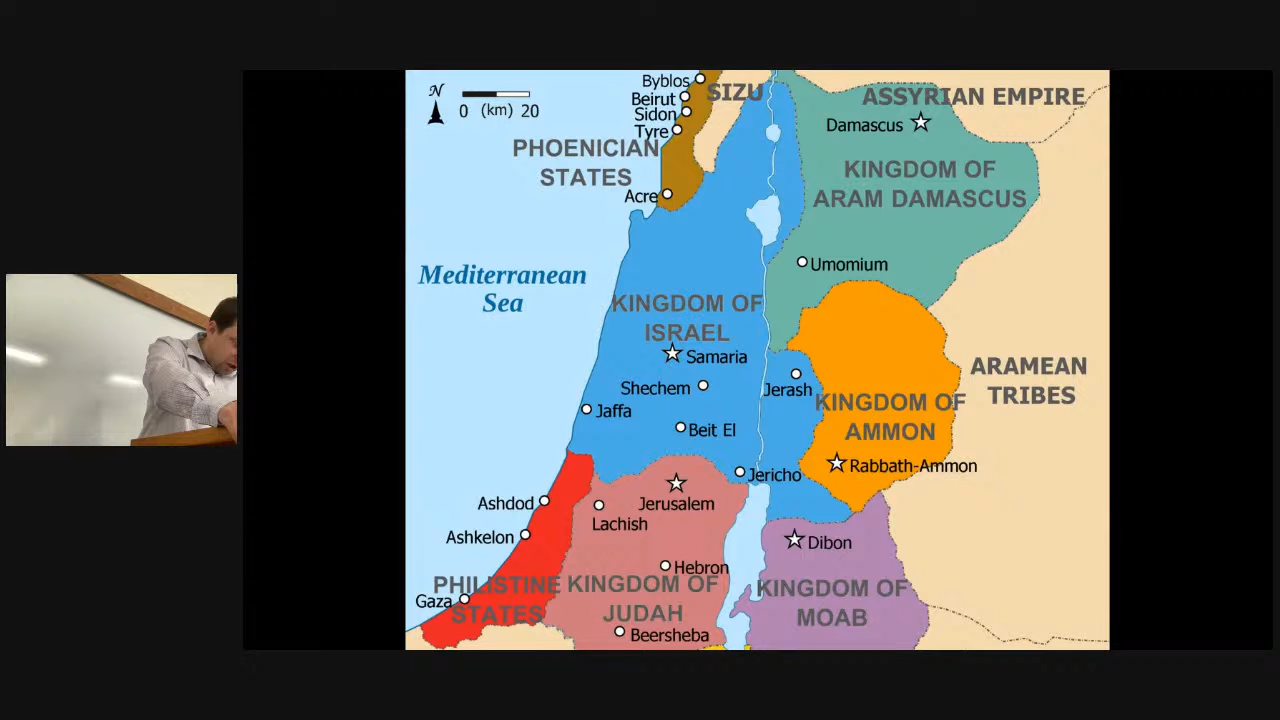 N
0 (km) 20
Byblos
Beirut
Sidon
Tyre
SIZU
ASSYRIAN EMPIRE
Damascus
PHOENICIAN
STATES
KINGDOM OF
ARAM DAMASCUS
Acre
Mediterranean
Sea
Umomium
KINGDOM OF
ISRAEL
Samaria
Shechem
Jerash
ARAMEAN
TRIBES
Jaffa
Beit El
KINGDOM OF
AMMON
Jericho
Rabbath-Ammon
Ashdod
Jerusalem
Lachish
Ashkelon
Dibon
Hebron
PHILISTINE
STATES
KINGDOM OF
JUDAH
KINGDOM OF
MOAB
Gaza
Beersheba